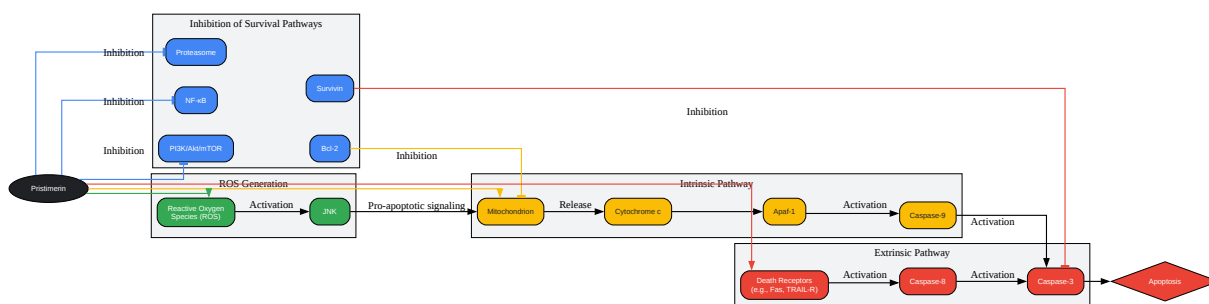 Inhibition of Survival Pathways
Inhibition
Proteasome
Survivin
Inhibition
NF-κB
Inhibition
Inhibition
PI3K/Akt/mTOR
Bcl-2
Inhibition
Pristimerin
ROS Generation
Intrinsic Pathway
Reactive Oxygen
Species (ROS)
Activation
JNK
Pro-apoptotic signaling
Mitochondrion
Release
Cytochrome c
Apaf-1
Activation
Caspase-9
Activation
Extrinsic Pathway
Death Receptors
(e.g., Fas, TRAIL-R)
Activation
Caspase-8
Activation
Caspase-3
Apoptosis